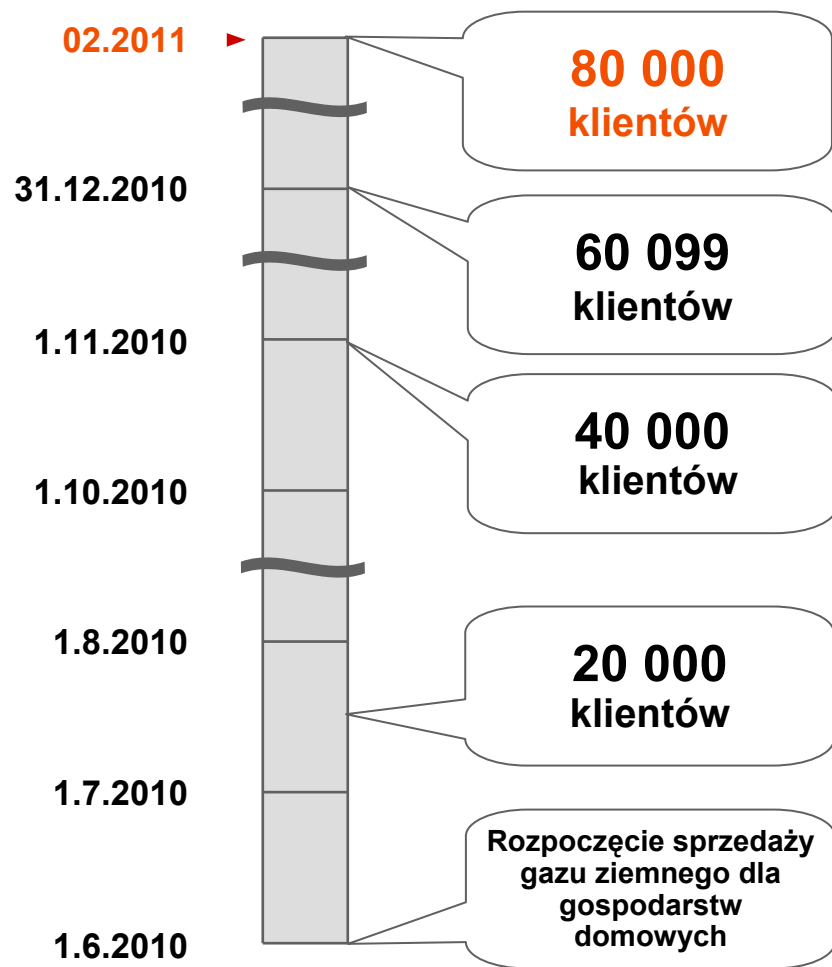 02.2011
80 000
klientów
31.12.2010
60 099
klientów
1.11.2010
40 000
klientów
1.10.2010
1.8.2010
20 000
klientów
1.7.2010
Rozpoczęcie sprzedaży
gazu ziemnego dla
gospodarstw
domowych
1.6.2010